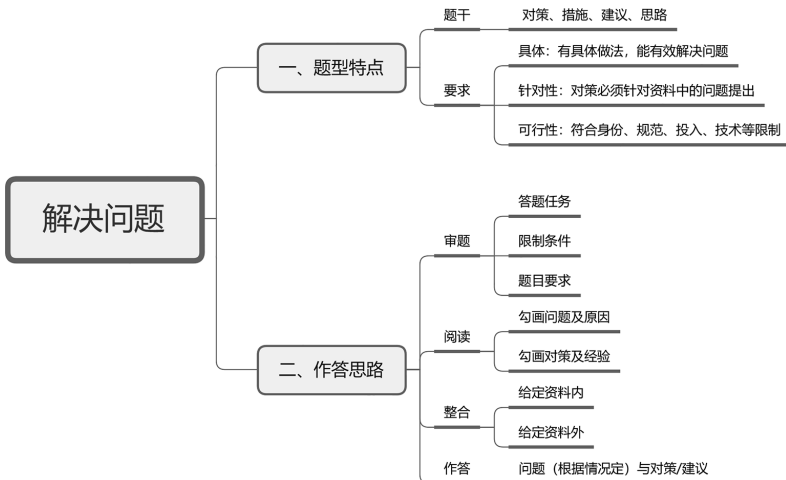 解决问题
一、题型特点
题干
对策、措施、建议、思路
要求
具体：有具体做法，能有效解决问题
针对性：对策必须针对资料中的问题提出
可行性：符合身份、规范、投入、技术等限制
二、作答思路
审题
答题任务
限制条件
题目要求
阅读
勾画问题及原因
勾画对策及经验
整合
给定资料内
给定资料外
作答
问题（根据情况定）与对策/建议